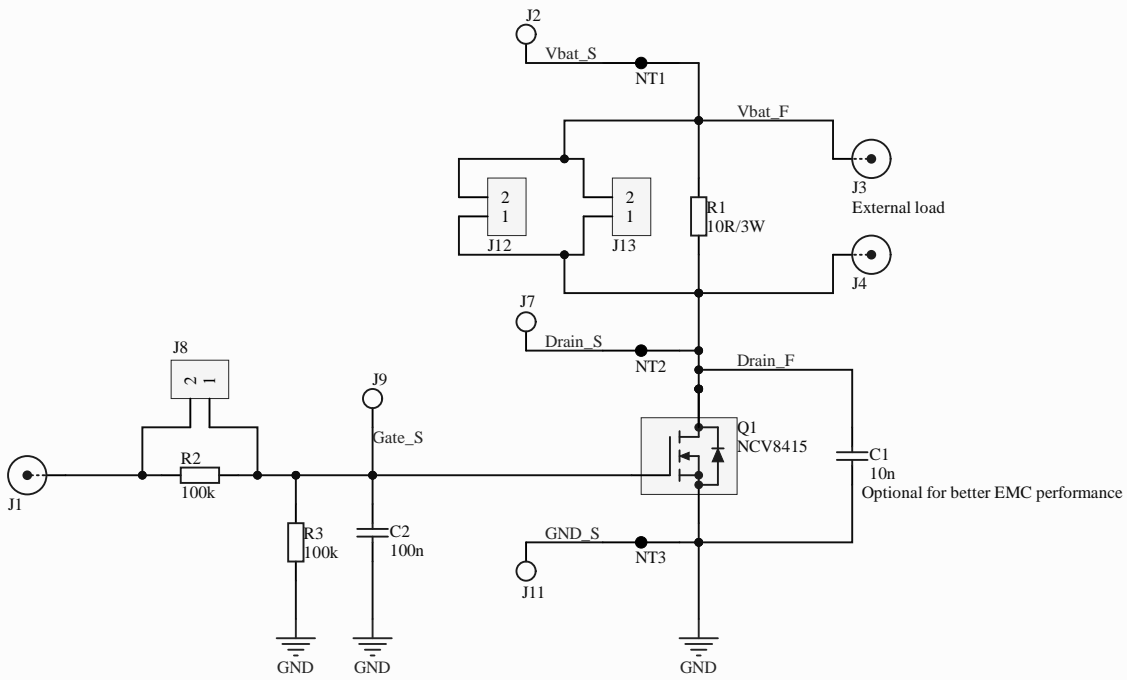 J2
Vbat_S
NT1
Vbat_F
J3
External load
2
1
J12
2
1
J13
R1
10R/3W
J4
J7
Drain_S
NT2
Drain_F
J8
2
1
J9
Gate_S
Q1
NCV8415
C1
10n
Optional for better EMC performance
J1
R2
100k
R3
100k
C2
100n
GND_S
NT3
J11
GND
GND
GND